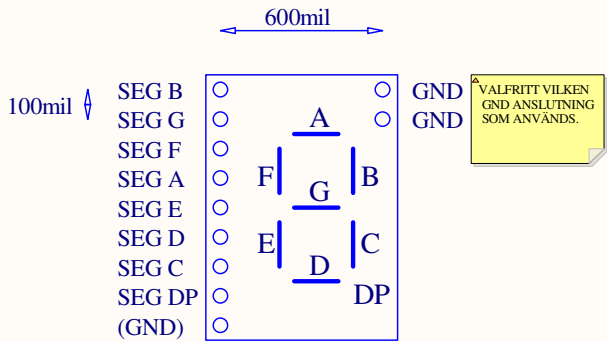 600mil
100mil
SEG B
SEG G
SEG F
SEG A
SEG E
SEG D
SEG C
SEG DP
(GND)
A
F
B
G
E
C
D
DP
GND
GND
VALFRITT VILKEN
GND ANSLUTNING
SOM ANVÄNDS.